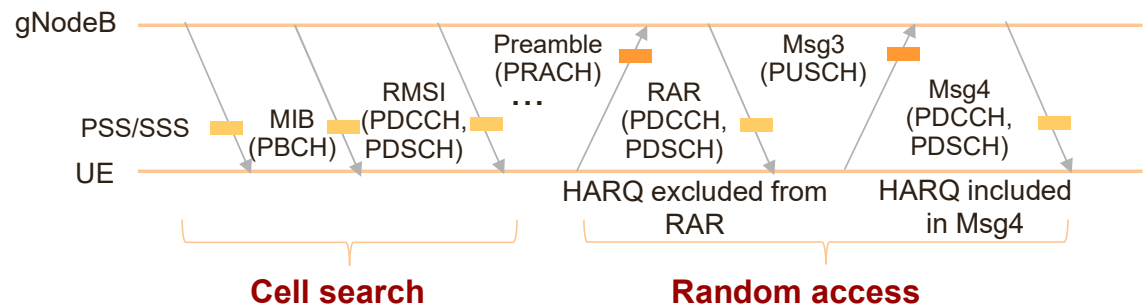 gNodeB
PSS/SSS
UE
MIB
(PBCH)
RMSI
(PDCCH,
PDSCH)
...
Preamble
(PRACH)
RAR
(PDCCH,
PDSCH)
Msg3
(PUSCH)
Msg4
(PDCCH,
PDSCH)
HARQ excluded from
RAR
HARQ included
in Msg4
Cell search
Random access